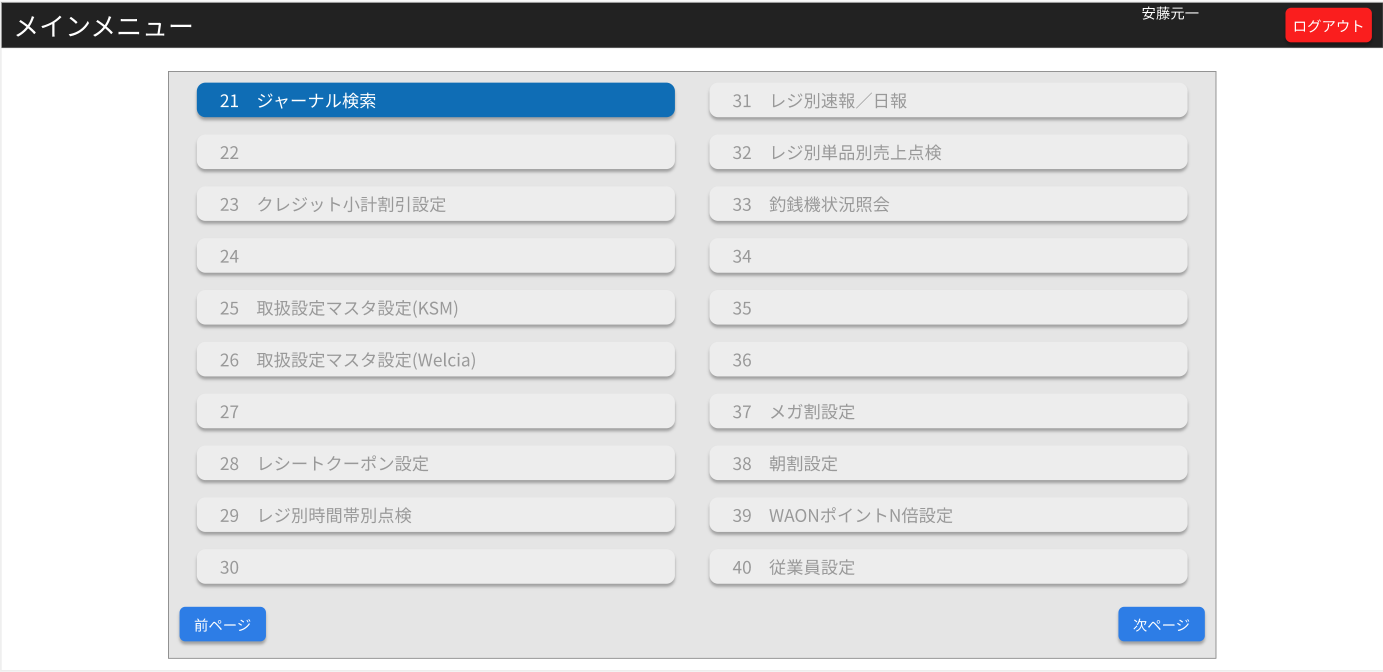 メインメニュー
安藤元一
ログアウト
21 ジャーナル検索
22
23 クレジット小計割引設定
24
25 取扱設定マスタ設定(KSM)
26 取扱設定マスタ設定(Welcia)
27
28 レシートクーポン設定
29 レジ別時間帯別点検
30
31 レジ別速報／日報
32 レジ別単品別売上点検
33 釣銭機状況照会
34
35
36
37 メガ割設定
38 朝割設定
39 WAONポイントN倍設定
40 従業員設定
前ページ
次ページ